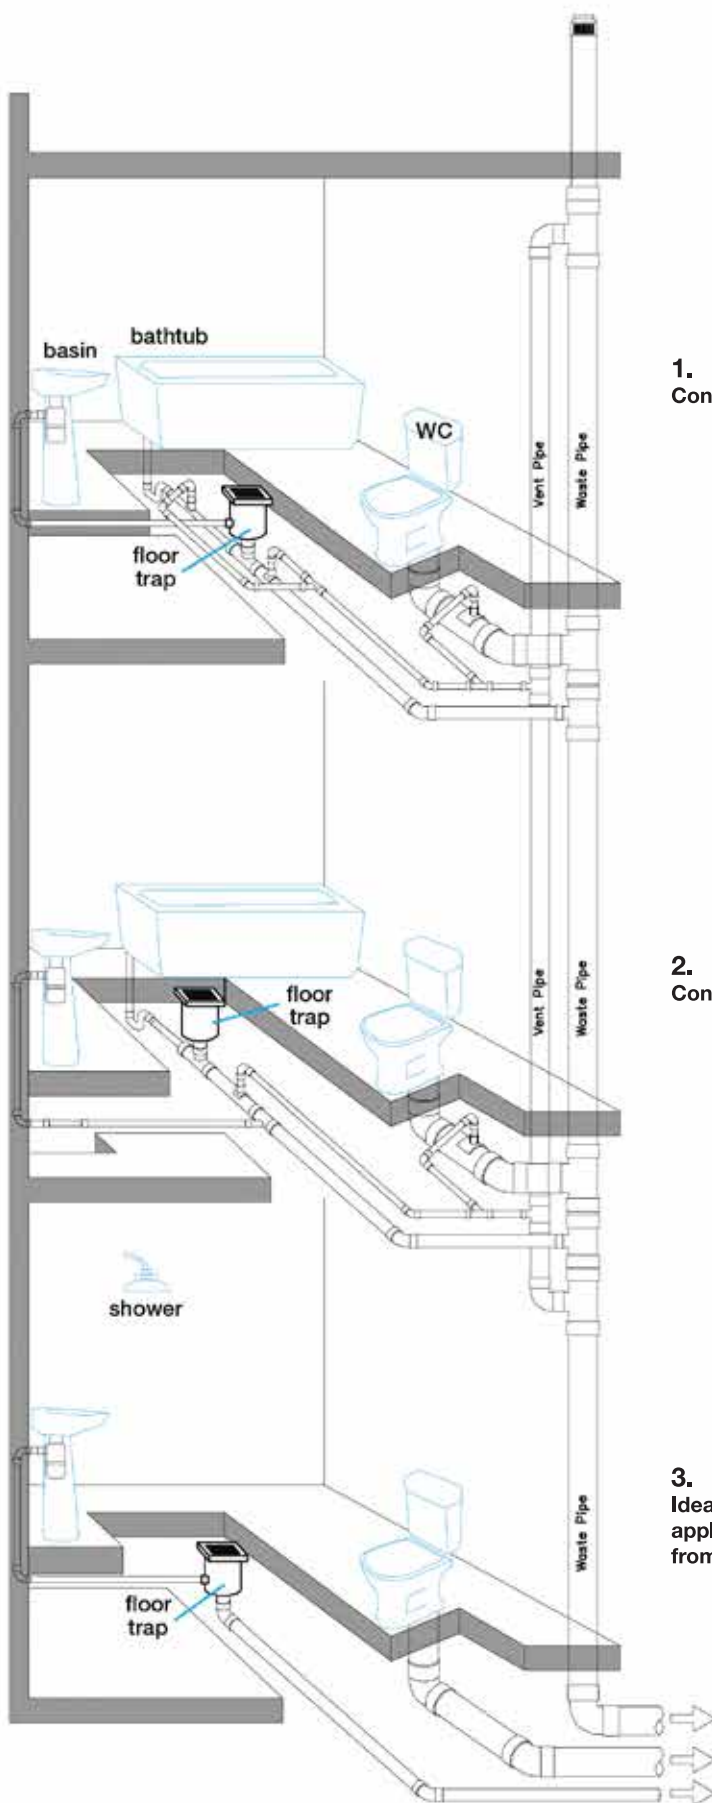 basin
bathtub
WC
floor
trap
Vent Pipe
Waste Pipe
1.
Con
floor
trap
Vent Pipe
Waste Pipe
2.
Con
shower
floor
trap
Waste Pipe
3.
Idea
appl
from